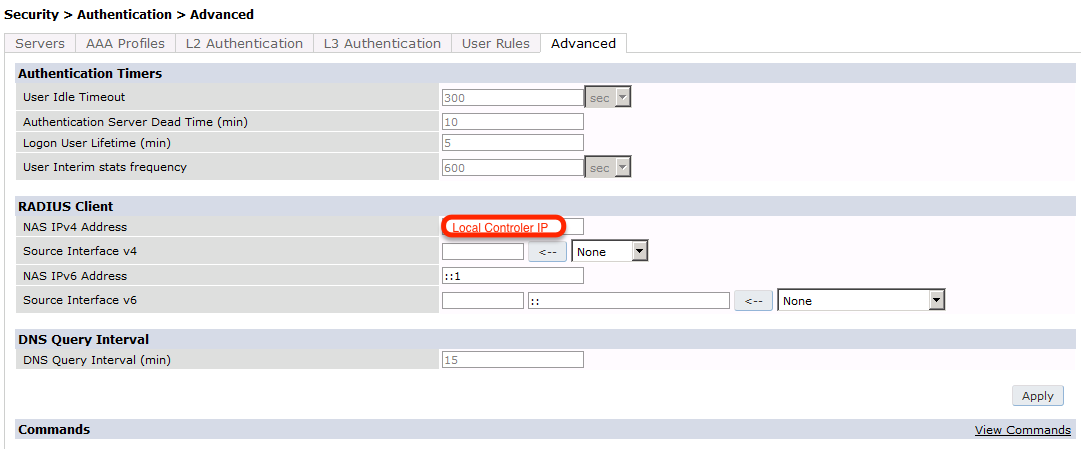 Security > Authentication > Advanced
Servers AAA Profiles L2 Authentication L3 Authentication User Rules Advanced
Authentication Timers
User Idle Timeout 300 sec
Authentication Server Dead Time (min) 10
Logon User Lifetime (min) 5
User Interim stats frequency 600 sec
RADIUS Client
NAS IPv4 Address Local Controler IP
Source Interface v4 <-- None
NAS IPv6 Address ::1
Source Interface v6 :: <-- None
DNS Query Interval
DNS Query Interval (min) 15
Apply
Commands View Commands